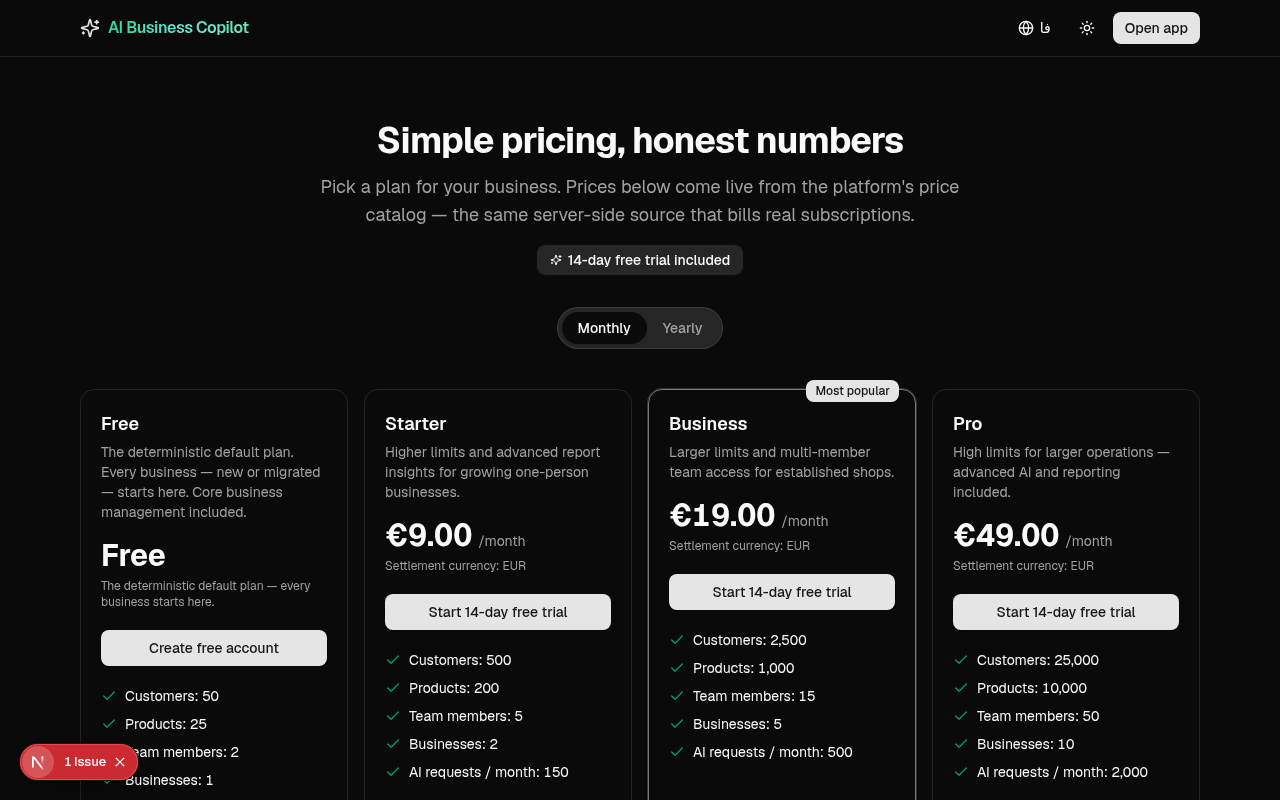 AI Business Copilot
فا
Open app
Simple pricing, honest numbers
Pick a plan for your business. Prices below come live from the platform's price
catalog — the same server-side source that bills real subscriptions.
14-day free trial included
Monthly
Yearly
Free
The deterministic default plan.
Every business — new or migrated
— starts here. Core business
management included.
Free
The deterministic default plan — every
business starts here.
Create free account
Customers: 50
Products: 25
Team members: 2
Businesses: 1
Starter
Higher limits and advanced report
insights for growing one-person
businesses.
€9.00 /month
Settlement currency: EUR
Start 14-day free trial
Customers: 500
Products: 200
Team members: 5
Businesses: 2
AI requests / month: 150
Most popular
Business
Larger limits and multi-member
team access for established shops.
€19.00 /month
Settlement currency: EUR
Start 14-day free trial
Customers: 2,500
Products: 1,000
Team members: 15
Businesses: 5
AI requests / month: 500
Pro
High limits for larger operations —
advanced AI and reporting
included.
€49.00 /month
Settlement currency: EUR
Start 14-day free trial
Customers: 25,000
Products: 10,000
Team members: 50
Businesses: 10
AI requests / month: 2,000
N 1 Issue